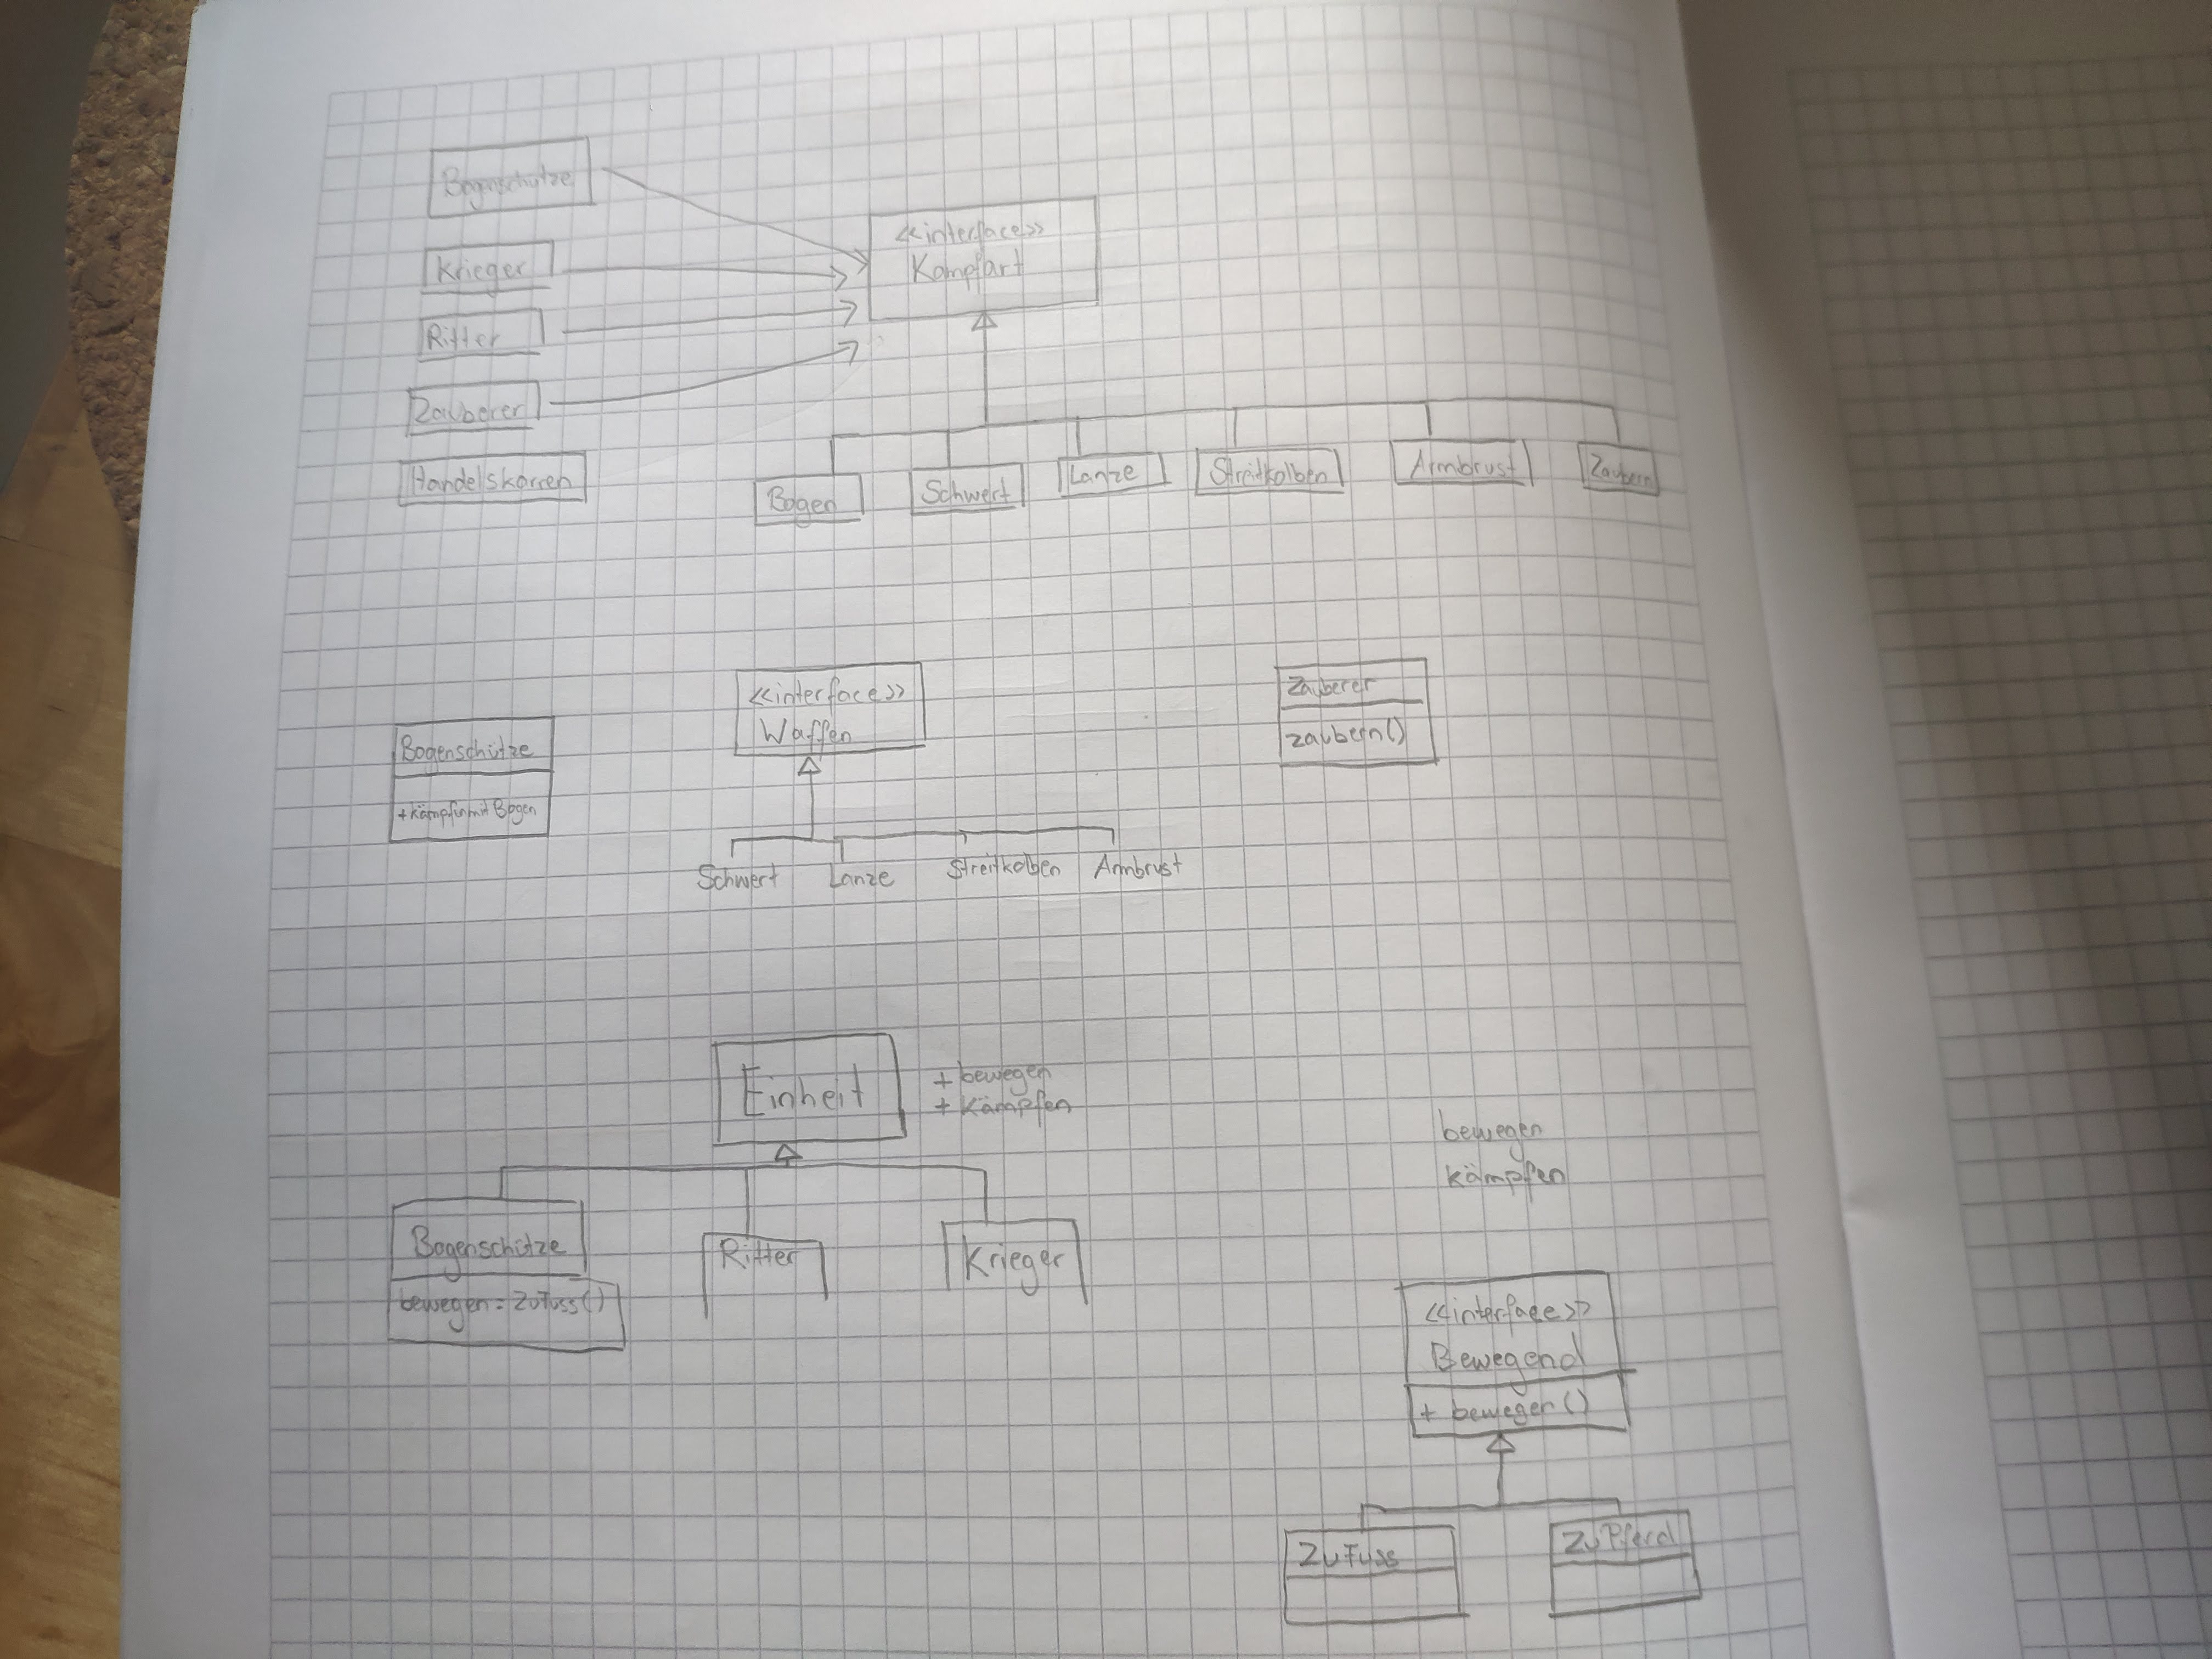 Bogenschütze
<<interface>>
Kampfart
Krieger
Ritter
Zauberer
Handelskarren
Bogen
Schwert
Lanze
Streitkolben
Armbrust
Zaubern
<<interface>>
Waffen
Zauberer
zaubern()
Bogenschütze
+kämpfenmit Bogen
Schwert
Lanze
Streitkolben
Armbrust
Einheit
+ bewegen
+ kämpfen
bewegen
kämpfen
Bogenschütze
bewegen = ZuFuss()
Ritter
Krieger
<<interface>>
Bewegend
+ bewegen()
ZuFuss
ZuPferd